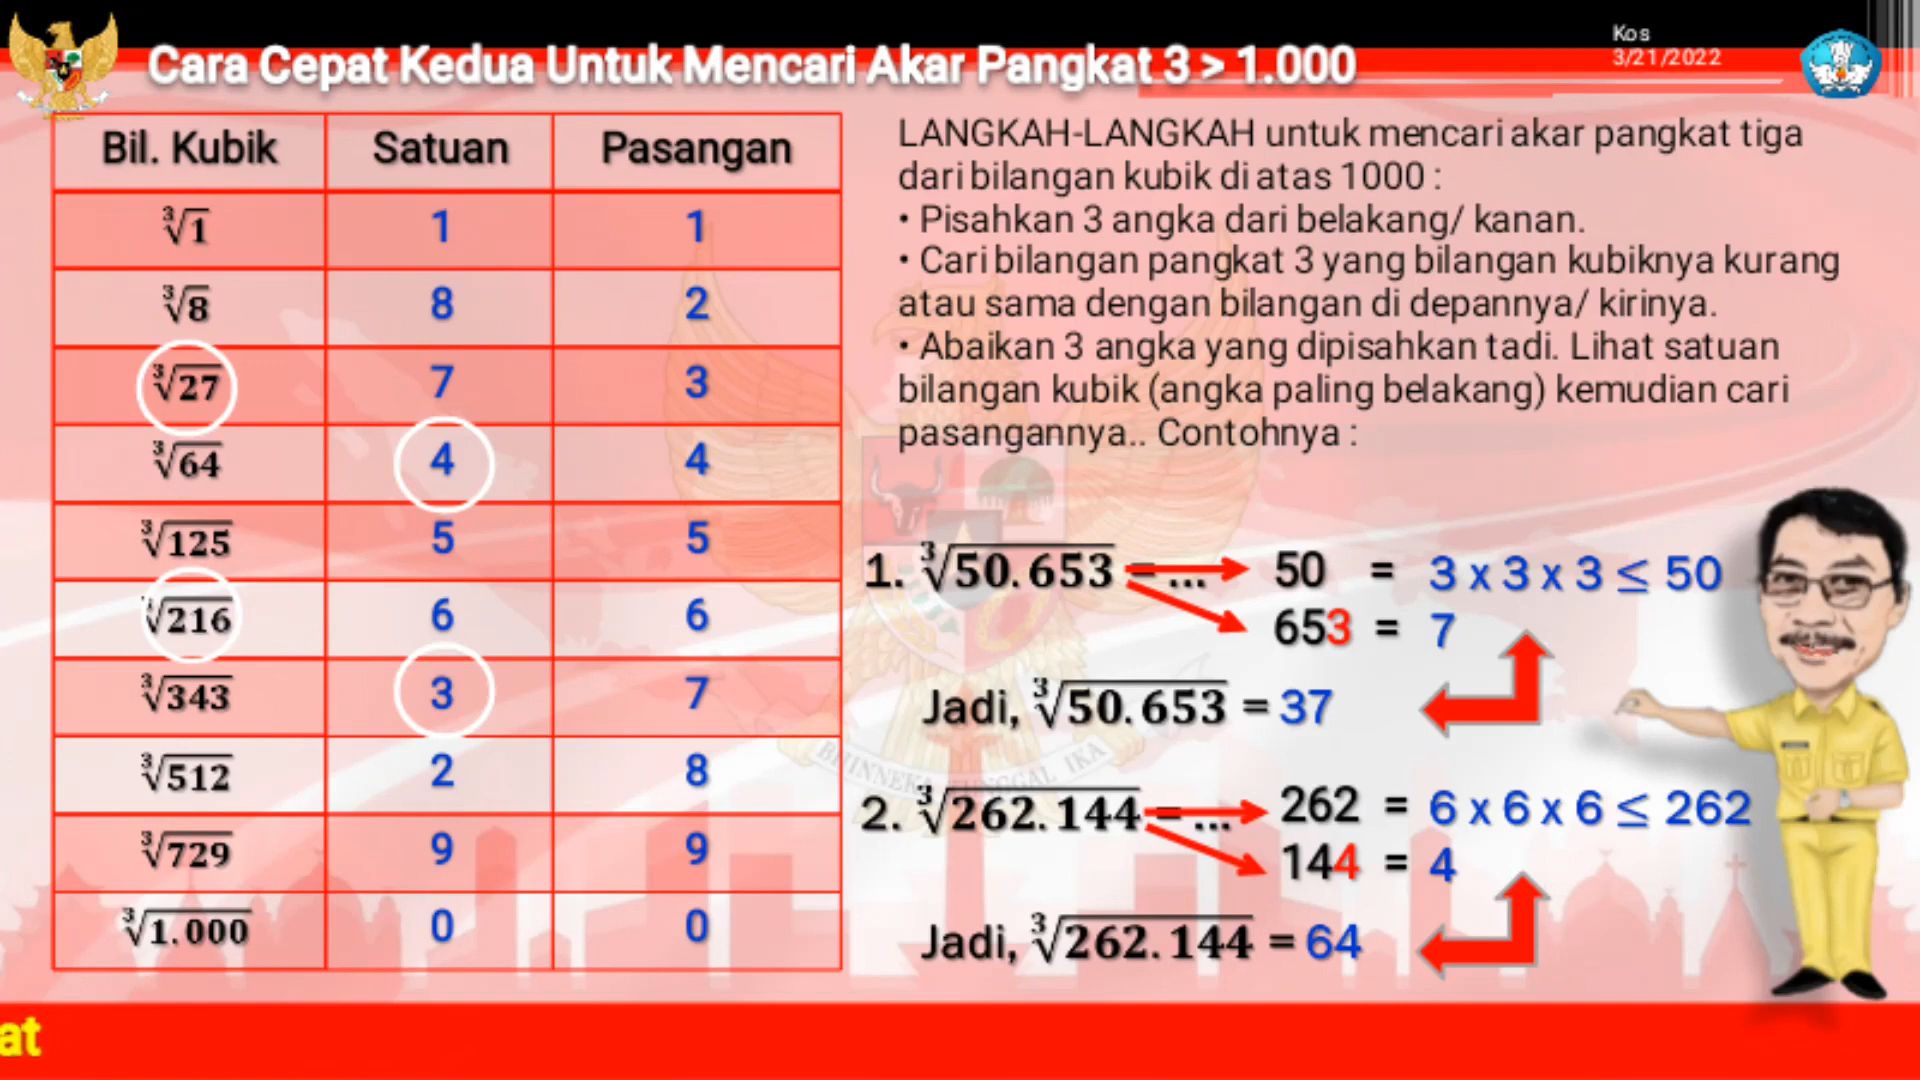 Kos
3/21/2022
Cara Cepat Kedua Untuk Mencari Akar Pangkat 3 > 1.000
Bil. Kubik Satuan Pasangan
∛1 1 1
∛8 8 2
∛27 7 3
∛64 4 4
∛125 5 5
∛216 6 6
∛343 3 7
∛512 2 8
∛729 9 9
∛1.000 0 0
LANGKAH-LANGKAH untuk mencari akar pangkat tiga
dari bilangan kubik di atas 1000 :
• Pisahkan 3 angka dari belakang/ kanan.
• Cari bilangan pangkat 3 yang bilangan kubiknya kurang
atau sama dengan bilangan di depannya/ kirinya.
• Abaikan 3 angka yang dipisahkan tadi. Lihat satuan
bilangan kubik (angka paling belakang) kemudian cari
pasangannya.. Contohnya :
1. ∛50.653 = ... 50 = 3 x 3 x 3 ≤ 50
653 = 7
Jadi, ∛50.653 = 37
BHINNEKA TUNGGAL IKA
2. ∛262.144 = ... 262 = 6 x 6 x 6 ≤ 262
144 = 4
Jadi, ∛262.144 = 64
at